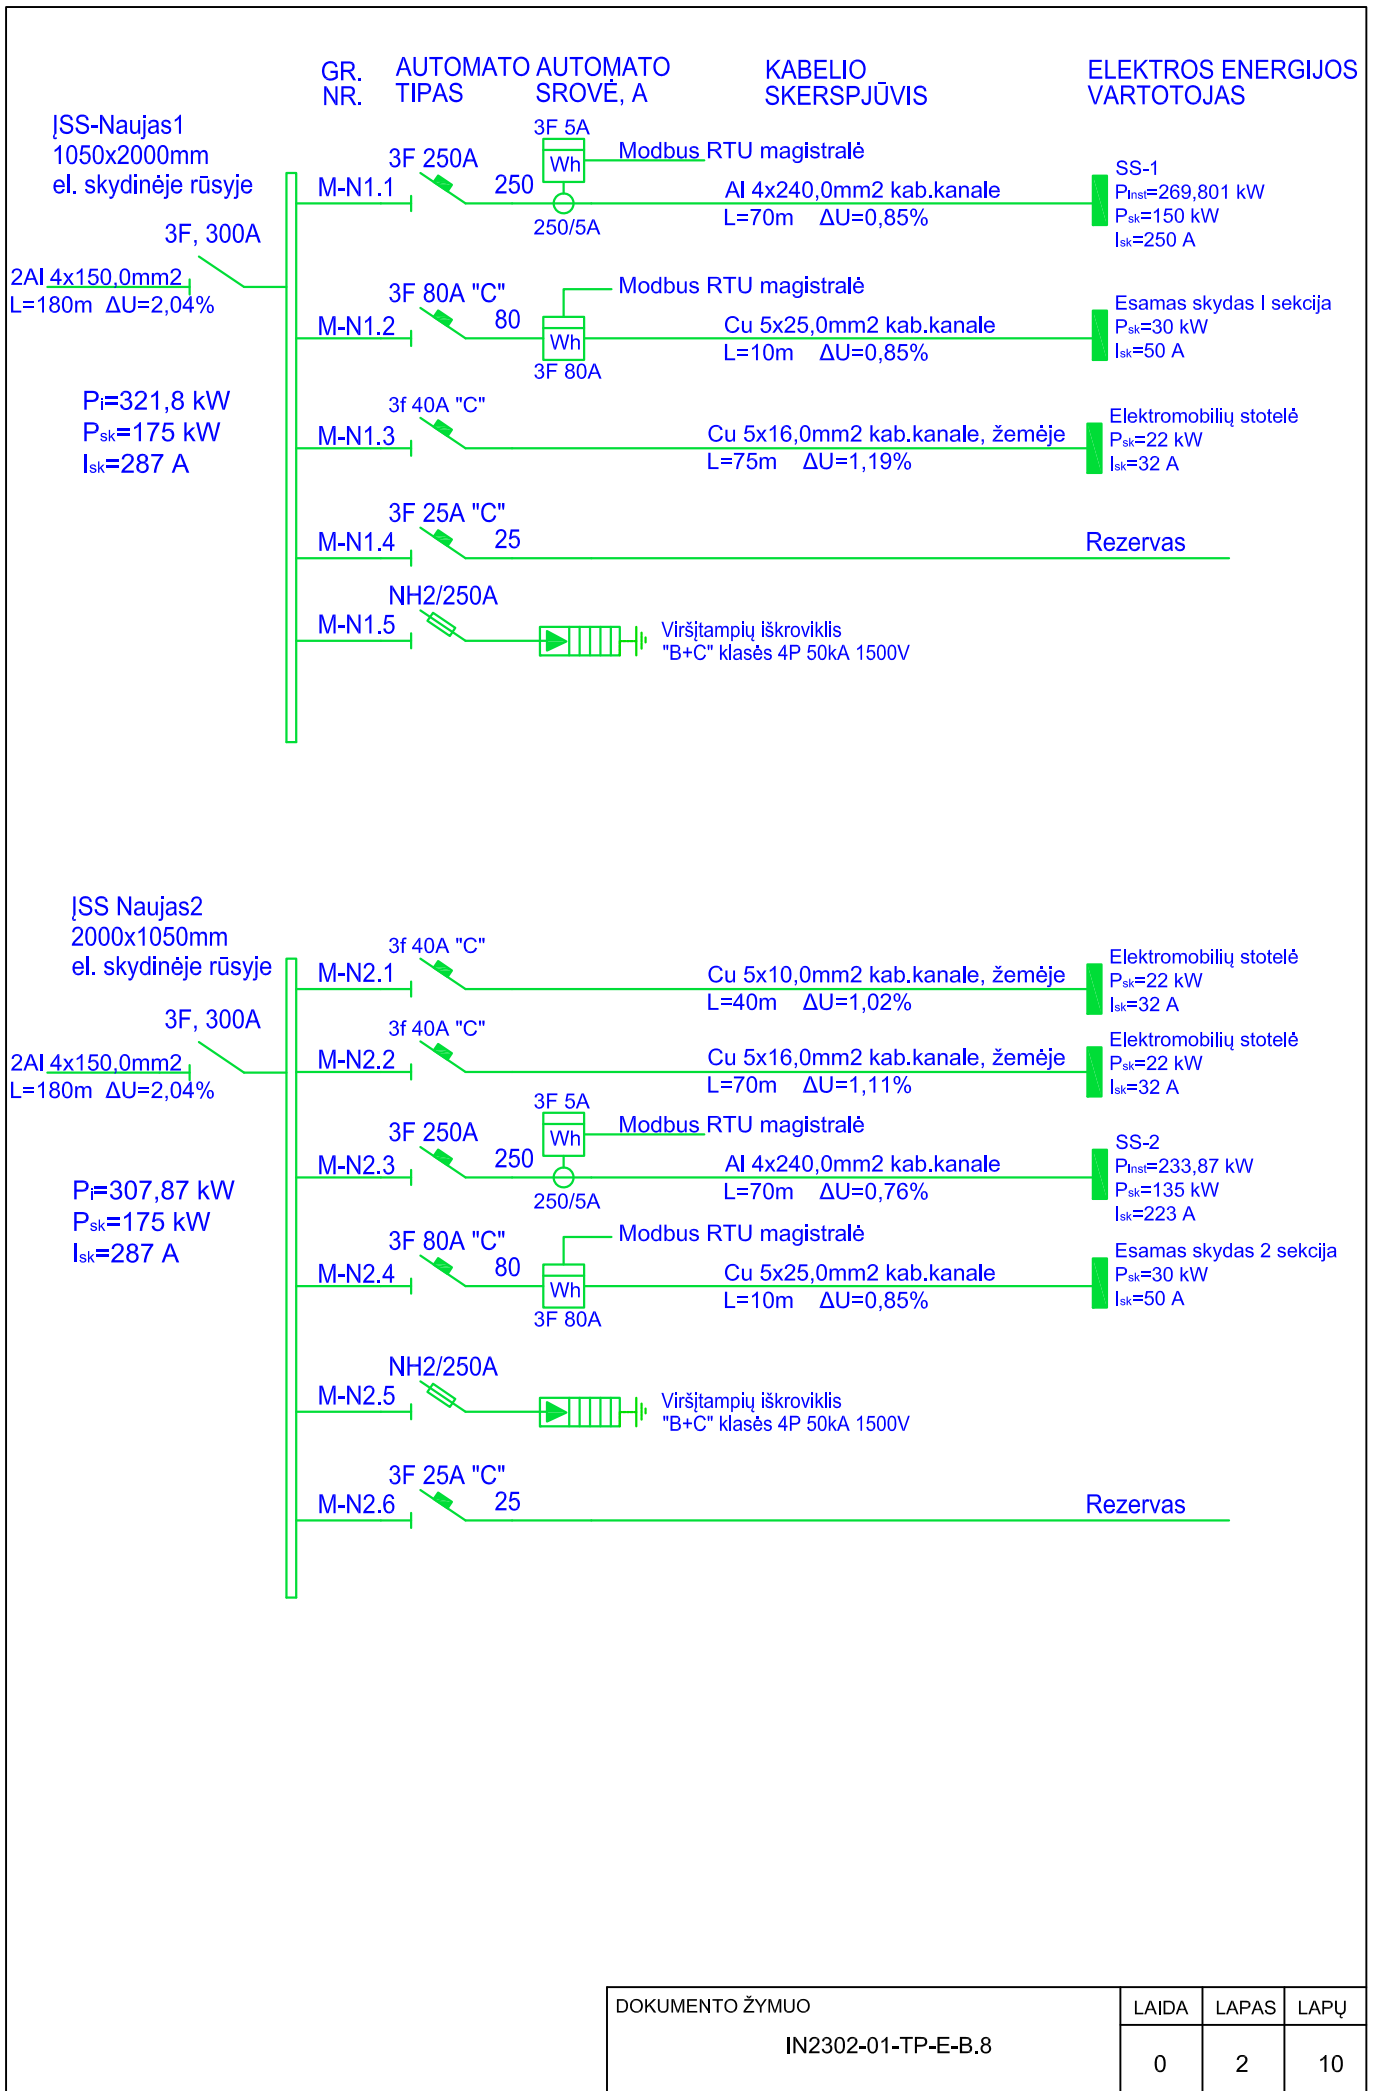 GR.
NR.
AUTOMATO
TIPAS
AUTOMATO
SROVĖ, A
KABELIO
SKERSPJŪVIS
ELEKTROS ENERGIJOS
VARTOTOJAS
ĮSS-Naujas1
1050x2000mm
el. skydinėje rūsyje
3F, 300A
2Al 4x150,0mm2
L=180m ΔU=2,04%
Pi=321,8 kW
Psk=175 kW
Isk=287 A
M-N1.1
3F 250A
250
3F 5A
Wh
250/5A
Modbus RTU magistralė
Al 4x240,0mm2 kab.kanale
L=70m ΔU=0,85%
SS-1
PInst=269,801 kW
Psk=150 kW
Isk=250 A
M-N1.2
3F 80A "C"
80
Wh
3F 80A
Modbus RTU magistralė
Cu 5x25,0mm2 kab.kanale
L=10m ΔU=0,85%
Esamas skydas I sekcija
Psk=30 kW
Isk=50 A
M-N1.3
3f 40A "C"
Cu 5x16,0mm2 kab.kanale, žemėje
L=75m ΔU=1,19%
Elektromobilių stotelė
Psk=22 kW
Isk=32 A
M-N1.4
3F 25A "C"
25
Rezervas
M-N1.5
NH2/250A
Viršįtampių iškroviklis
"B+C" klasės 4P 50kA 1500V
ĮSS Naujas2
2000x1050mm
el. skydinėje rūsyje
3F, 300A
2Al 4x150,0mm2
L=180m ΔU=2,04%
Pi=307,87 kW
Psk=175 kW
Isk=287 A
M-N2.1
3f 40A "C"
Cu 5x10,0mm2 kab.kanale, žemėje
L=40m ΔU=1,02%
Elektromobilių stotelė
Psk=22 kW
Isk=32 A
M-N2.2
3f 40A "C"
Cu 5x16,0mm2 kab.kanale, žemėje
L=70m ΔU=1,11%
Elektromobilių stotelė
Psk=22 kW
Isk=32 A
M-N2.3
3F 250A
250
3F 5A
Wh
250/5A
Modbus RTU magistralė
Al 4x240,0mm2 kab.kanale
L=70m ΔU=0,76%
SS-2
PInst=233,87 kW
Psk=135 kW
Isk=223 A
M-N2.4
3F 80A "C"
80
Wh
3F 80A
Modbus RTU magistralė
Cu 5x25,0mm2 kab.kanale
L=10m ΔU=0,85%
Esamas skydas 2 sekcija
Psk=30 kW
Isk=50 A
M-N2.5
NH2/250A
Viršįtampių iškroviklis
"B+C" klasės 4P 50kA 1500V
M-N2.6
3F 25A "C"
25
Rezervas
DOKUMENTO ŽYMUO
IN2302-01-TP-E-B.8
LAIDA LAPAS LAPŲ
0 2 10